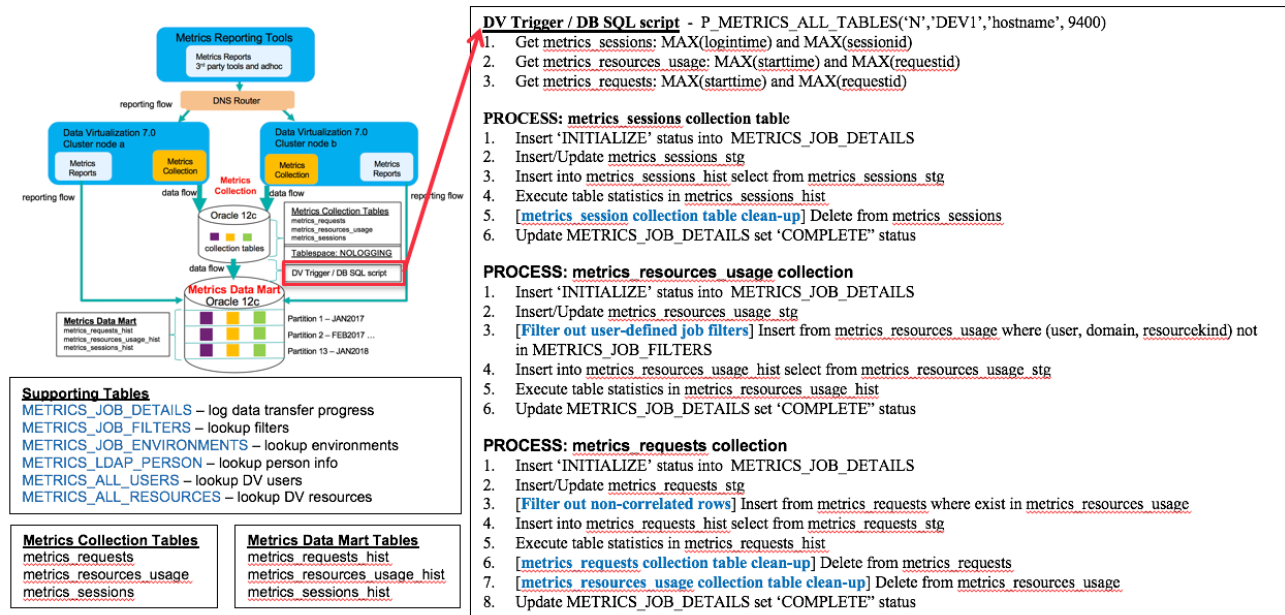 Metrics Reporting Tools
Metrics Reports
3rd party tools and adhoc
reporting flow
flow
DNS Router
Data Virtualization 7.0
Cluster node a
Metrics
Reports
Metrics
Collection
Data Virtualization 7.0
Cluster node b
Metrics
Collection
Metrics
Reports
reporting flow
data flow
Metrics
Collection
data flow
reporting flow
Oracle 12c
collection tables
Metrics Collection Tables
metrics_requests
metrics_resources_usage
metrics_sessions
Tablespace: NOLOGGING
data flow
DV Trigger / DB SQL script
Metrics Data Mart
Oracle 12c
Metrics Data Mart
metrics_requests_hist
metrics_resources_usage_hist
metrics_sessions_hist
Partition 1 – JAN2017
Partition 2 – FEB2017 …
Partition 13 – JAN2018
Supporting Tables
METRICS_JOB_DETAILS – log data transfer progress
METRICS_JOB_FILTERS – lookup filters
METRICS_JOB_ENVIRONMENTS – lookup environments
METRICS_LDAP_PERSON – lookup person info
METRICS_ALL_USERS – lookup DV users
METRICS_ALL_RESOURCES – lookup DV resources
Metrics Collection Tables
metrics_requests
metrics_resources_usage
metrics_sessions
Metrics Data Mart Tables
metrics_requests_hist
metrics_resources_usage_hist
metrics_sessions_hist
DV Trigger / DB SQL script - P_METRICS_ALL_TABLES('N','DEV1','hostname', 9400)
1. Get metrics_sessions: MAX(logintime) and MAX(sessionid)
2. Get metrics_resources_usage: MAX(starttime) and MAX(requestid)
3. Get metrics_requests: MAX(starttime) and MAX(requestid)
PROCESS: metrics_sessions collection table
1. Insert 'INITIALIZE' status into METRICS_JOB_DETAILS
2. Insert/Update metrics_sessions_stg
3. Insert into metrics_sessions_hist select from metrics_sessions_stg
4. Execute table statistics in metrics_sessions_hist
5. [metrics_session collection table clean-up] Delete from metrics_sessions
6. Update METRICS_JOB_DETAILS set 'COMPLETE" status
PROCESS: metrics_resources_usage collection
1. Insert 'INITIALIZE' status into METRICS_JOB_DETAILS
2. Insert/Update metrics_resources_usage_stg
3. [Filter out user-defined job filters] Insert from metrics_resources_usage where (user, domain, resourcekind) not
in METRICS_JOB_FILTERS
4. Insert into metrics_resources_usage_hist select from metrics_resources_usage_stg
5. Execute table statistics in metrics_resources_usage_hist
6. Update METRICS_JOB_DETAILS set 'COMPLETE" status
PROCESS: metrics_requests collection
1. Insert 'INITIALIZE' status into METRICS_JOB_DETAILS
2. Insert/Update metrics_requests_stg
3. [Filter out non-correlated rows] Insert from metrics_requests where exist in metrics_resources_usage
4. Insert into metrics_requests_hist select from metrics_requests_stg
5. Execute table statistics in metrics_requests_hist
6. [metrics_requests collection table clean-up] Delete from metrics_requests
7. [metrics_resources_usage collection table clean-up] Delete from metrics_resources_usage
8. Update METRICS_JOB_DETAILS set 'COMPLETE" status